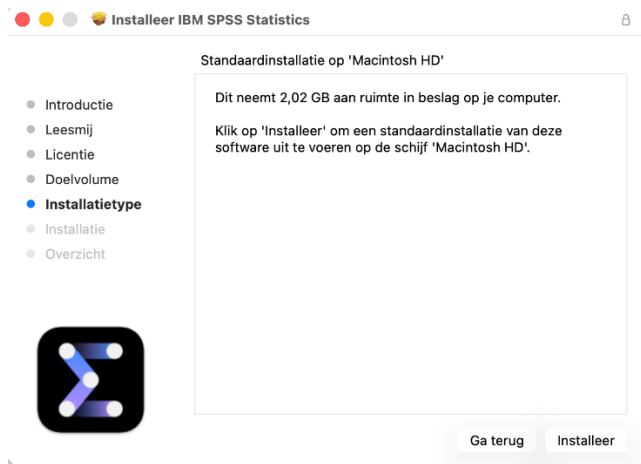 Installeer IBM SPSS Statistics
Standaardinstallatie op 'Macintosh HD'
Introductie
Leesmij
Licentie
Doelvolume
Installatietype
Installatie
Overzicht
Dit neemt 2,02 GB aan ruimte in beslag op je computer.
Klik op 'Installeer' om een standaardinstallatie van deze
software uit te voeren op de schijf 'Macintosh HD'.
Ga terug
Installeer